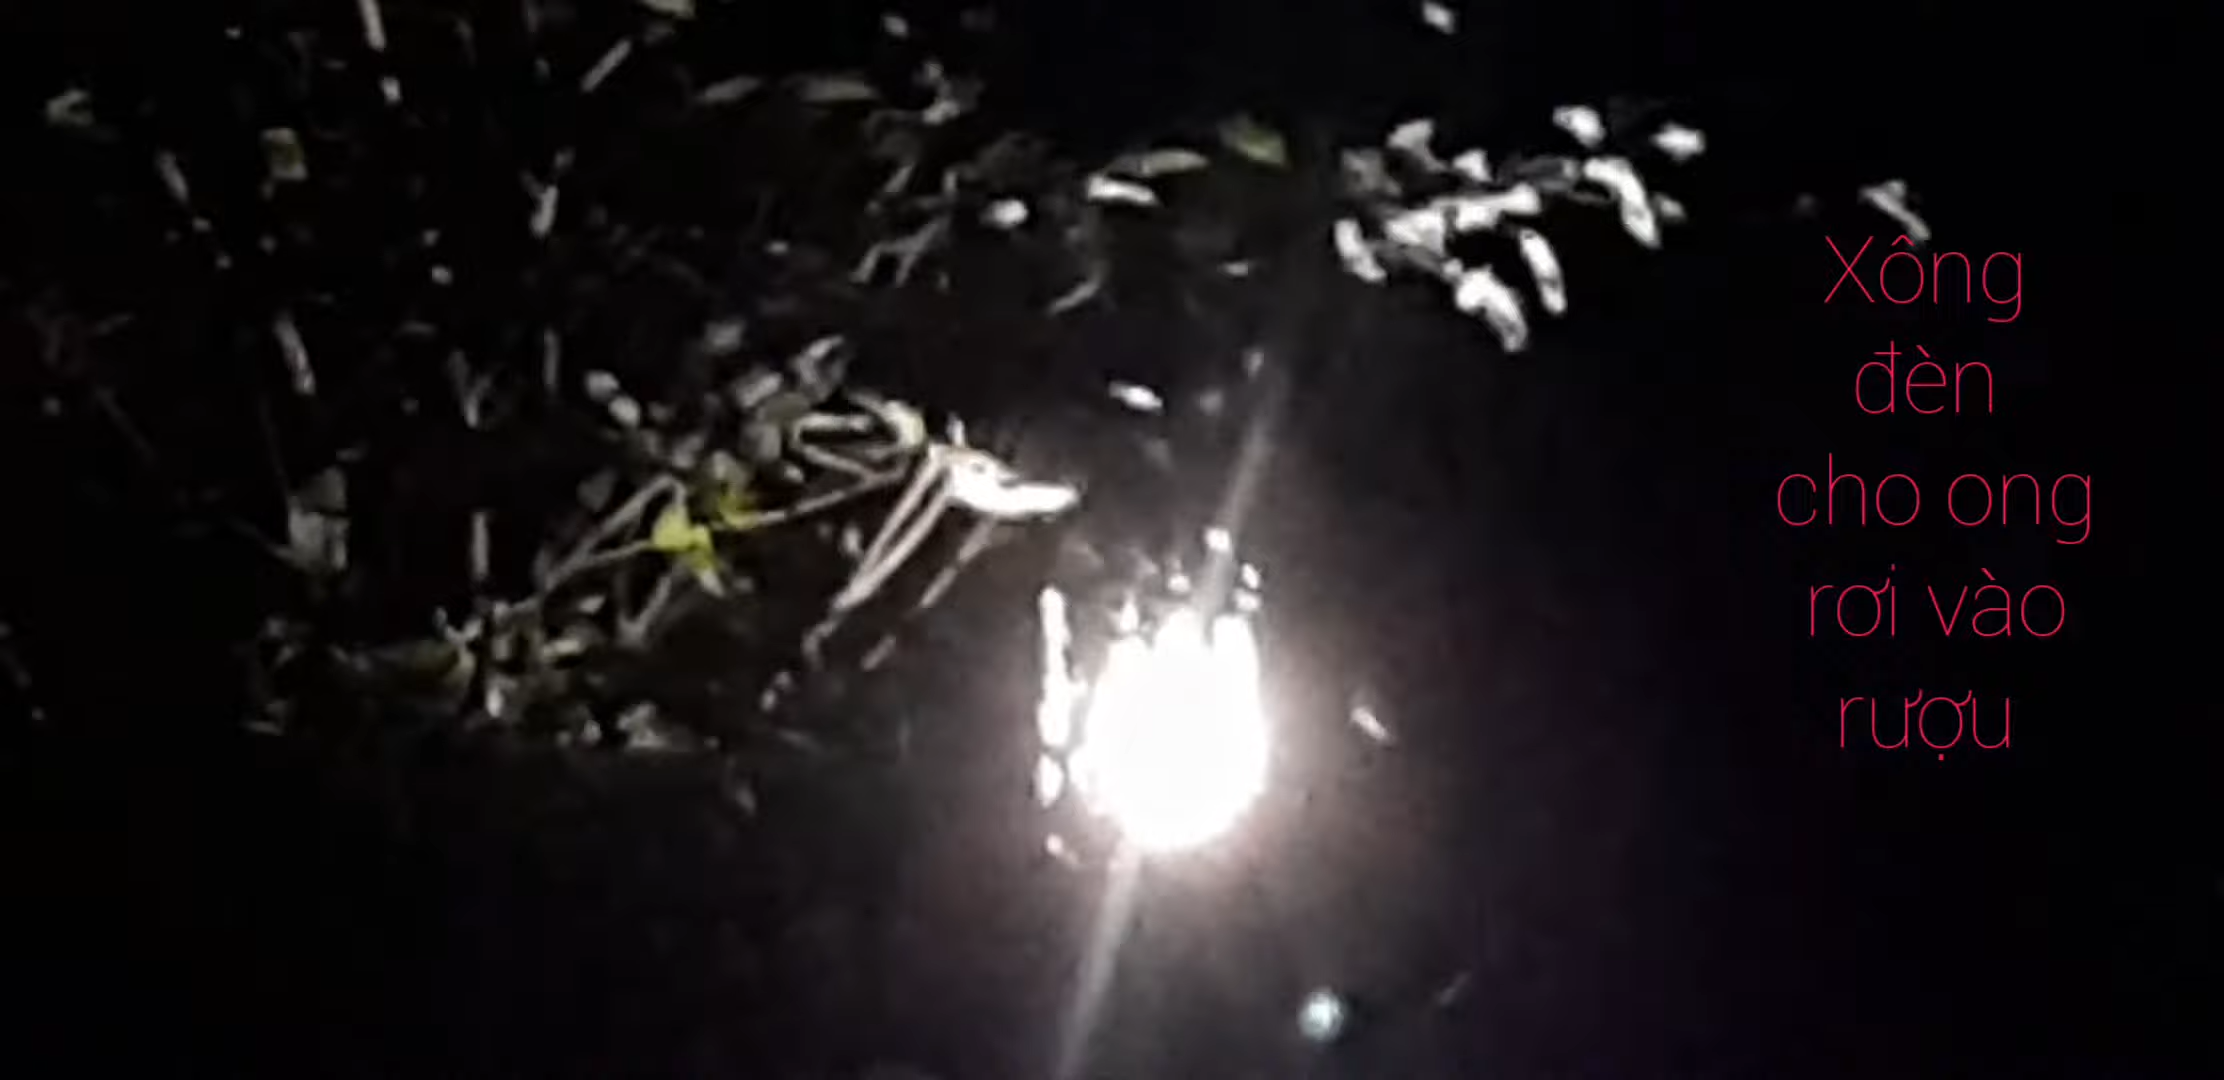 Xông
đèn
cho ong
rơi vào
rượu